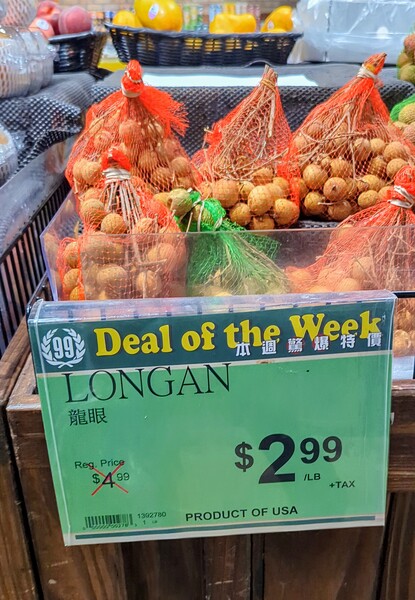 99
Deal of the Week
本週驚爆特價
LONGAN
龍眼
Reg. Price
$4.99
$2.99
/LB
+TAX
1392780
1
PRODUCT OF USA